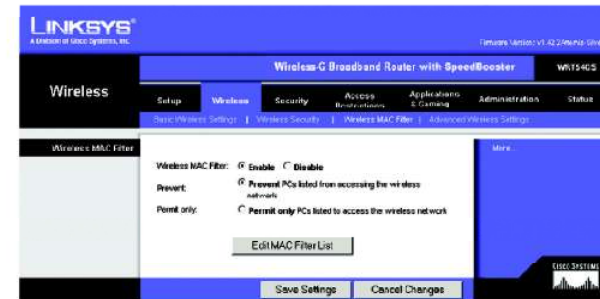 LINKSYS®
A Division of Cisco Systems, Inc.
Wireless-G Broadband Router with SpeedBooster
WRT54GS
Wireless
Setup
Wireless
Security
Access Restrictions
Applications & Gaming
Administration
Status
Basic Wireless Settings | Wireless Security | Wireless MAC Filter | Advanced Wireless Settings
Wireless MAC Filter
More...
Wireless MAC Filter: Enable Disable
Prevent: Prevent PCs listed from accessing the wireless
network
Permit only: Permit only PCs listed to access the wireless network
Edit MAC Filter List
CISCO SYSTEMS
Save Settings
Cancel Changes